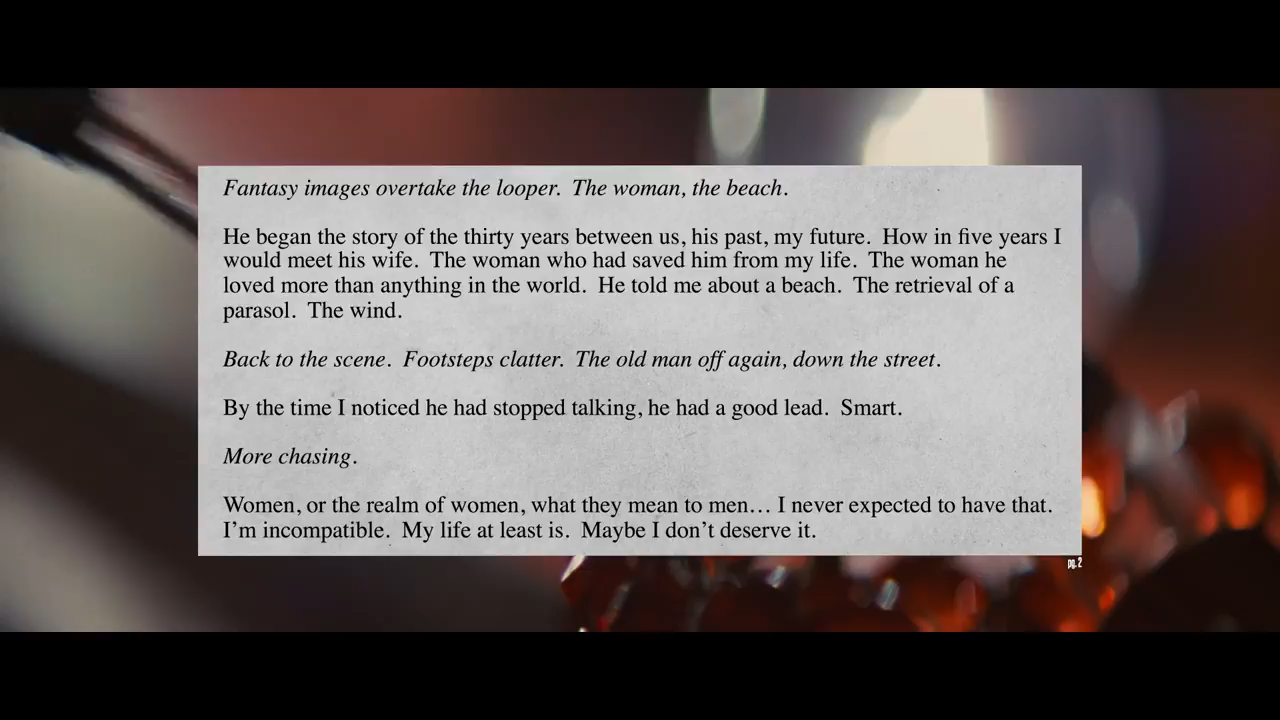 Fantasy images overtake the looper.  The woman, the beach.
He began the story of the thirty years between us, his past, my future.  How in five years I
would meet his wife.  The woman who had saved him from my life.  The woman he
loved more than anything in the world.  He told me about a beach.  The retrieval of a
parasol.  The wind.
Back to the scene.  Footsteps clatter.  The old man off again, down the street.
By the time I noticed he had stopped talking, he had a good lead.  Smart.
More chasing.
Women, or the realm of women, what they mean to men… I never expected to have that.
I’m incompatible.  My life at least is.  Maybe I don’t deserve it.
pg. 2